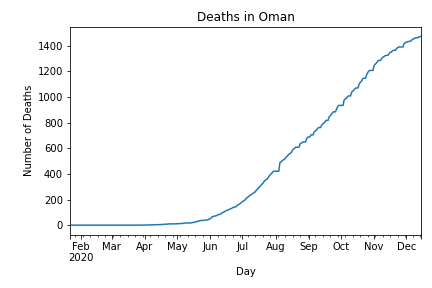 Deaths in Oman
1400
1200
1000
800
600
400
200
0
Number of Deaths
Feb Mar Apr May Jun Jul Aug Sep Oct Nov Dec
2020
Day